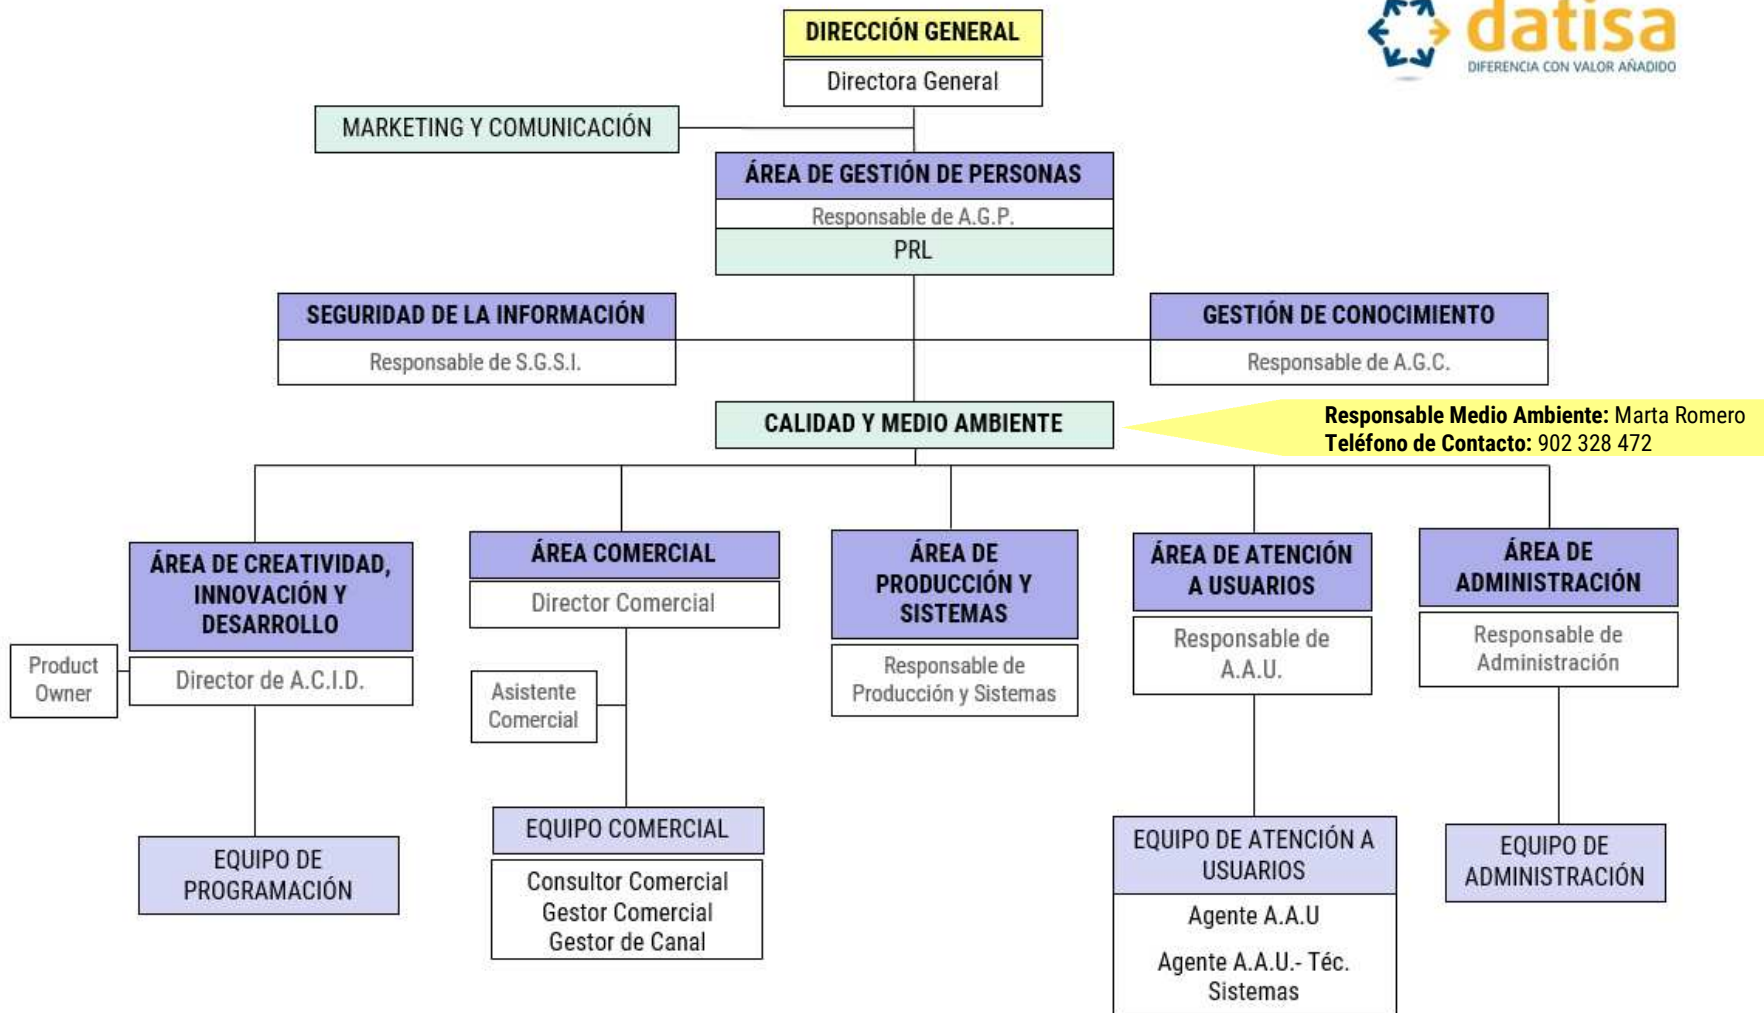 DIRECCIÓN GENERAL
Directora General
datisa
DIFERENCIA CON VALOR AÑADIDO
MARKETING Y COMUNICACIÓN
ÁREA DE GESTIÓN DE PERSONAS
Responsable de A.G.P.
PRL
SEGURIDAD DE LA INFORMACIÓN
Responsable de S.G.S.I.
GESTIÓN DE CONOCIMIENTO
Responsable de A.G.C.
CALIDAD Y MEDIO AMBIENTE
Responsable Medio Ambiente: Marta Romero
Teléfono de Contacto: 902 328 472
ÁREA DE CREATIVIDAD,
INNOVACIÓN Y
DESARROLLO
Director de A.C.I.D.
Product
Owner
EQUIPO DE
PROGRAMACIÓN
ÁREA COMERCIAL
Director Comercial
Asistente
Comercial
EQUIPO COMERCIAL
Consultor Comercial
Gestor Comercial
Gestor de Canal
ÁREA DE
PRODUCCIÓN Y
SISTEMAS
Responsable de
Producción y Sistemas
ÁREA DE ATENCIÓN
A USUARIOS
Responsable de
A.A.U.
EQUIPO DE ATENCIÓN A
USUARIOS
Agente A.A.U
Agente A.A.U.- Téc.
Sistemas
ÁREA DE
ADMINISTRACIÓN
Responsable de
Administración
EQUIPO DE
ADMINISTRACIÓN